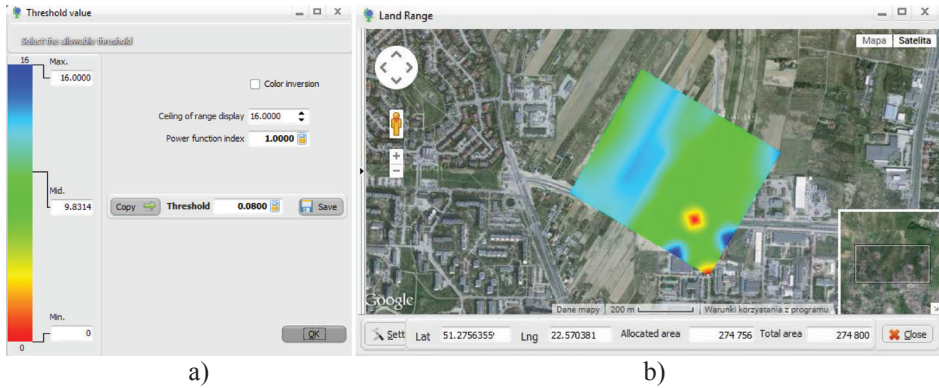 Threshold value
Select the allowable threshold
16
Max.
16.0000
Color inversion
Ceiling of range display 16.0000
Power function index 1.0000
Mid.
9.8314
Copy Threshold 0.0800 Save
Min.
0
0
OK
a)
Land Range
Mapa Satelita
Google
Dane mapy 200 m Warunki korzystania z programu
Sett Lat 51.2756355 Lng 22.570381 Allocated area 274 756 Total area 274 800 Close
b)